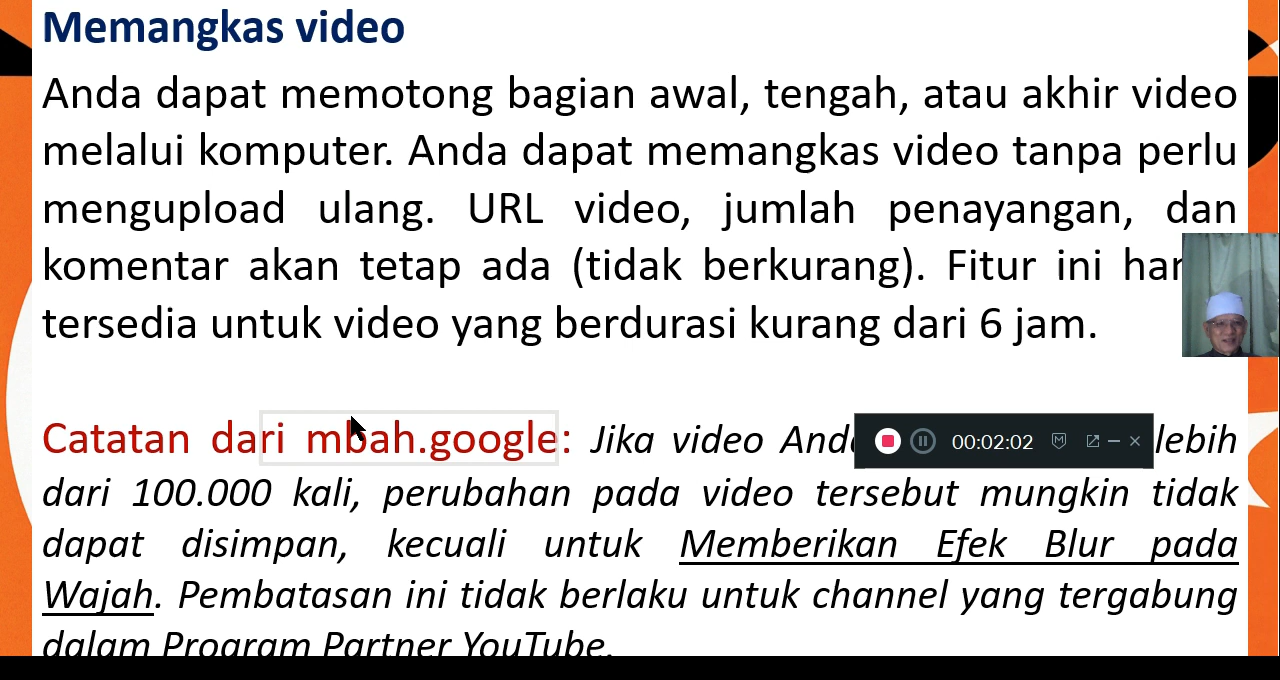 Memangkas video
Anda dapat memotong bagian awal, tengah, atau akhir video
melalui komputer. Anda dapat memangkas video tanpa perlu
mengupload ulang. URL video, jumlah penayangan, dan
komentar akan tetap ada (tidak berkurang). Fitur ini
tersedia untuk video yang berdurasi kurang dari 6 jam.
Catatan dari mbah.google: Jika video lebih
00:02:02
dari 100.000 kali, perubahan pada video tersebut mungkin tidak
dapat disimpan, kecuali untuk Memberikan Efek Blur pada
Wajah. Pembatasan ini tidak berlaku untuk channel yang tergabung
dalam Program Partner YouTube.